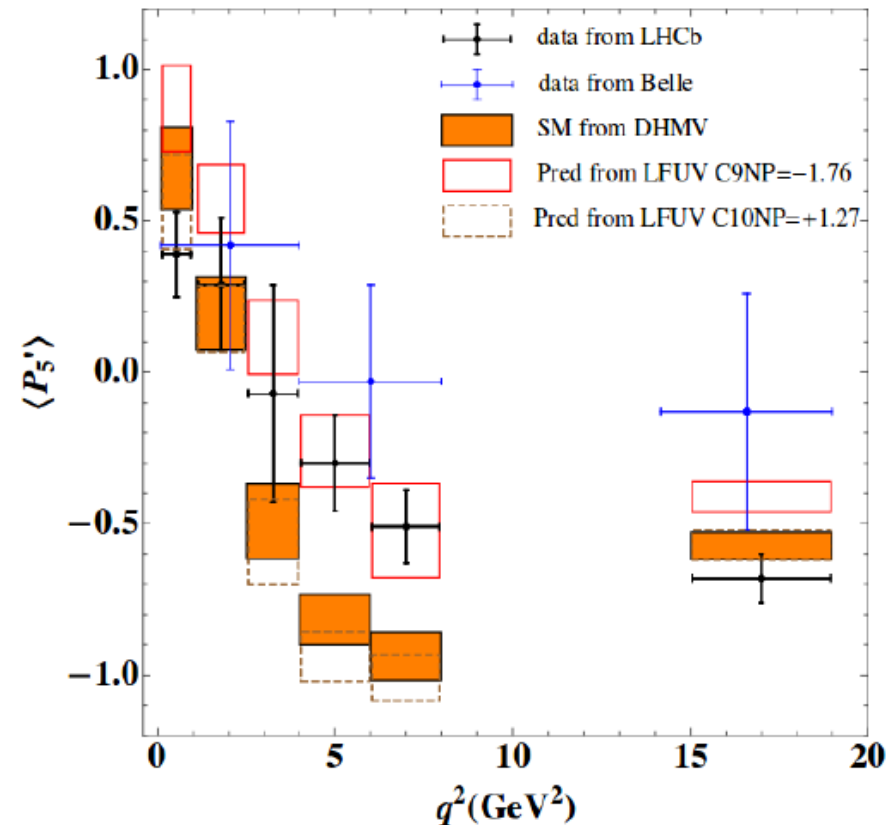 data from LHCb
data from Belle
SM from DHMV
Pred from LFUV C9NP=−1.76
Pred from LFUV C10NP=+1.27
1.0
0.5
0.0
−0.5
−1.0
⟨P₅'⟩
0 5 10 15 20
q²(GeV²)